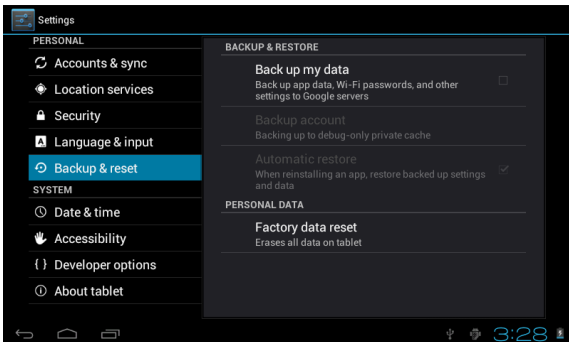 Settings
PERSONAL
Accounts & sync
Location services
Security
A Language & input
Backup & reset
SYSTEM
Date & time
Accessibility
{ } Developer options
About tablet
BACKUP & RESTORE
Back up my data
Back up app data, Wi-Fi passwords, and other
settings to Google servers
Backup account
Backing up to debug-only private cache
Automatic restore
When reinstalling an app, restore backed up settings
and data
PERSONAL DATA
Factory data reset
Erases all data on tablet
3:28